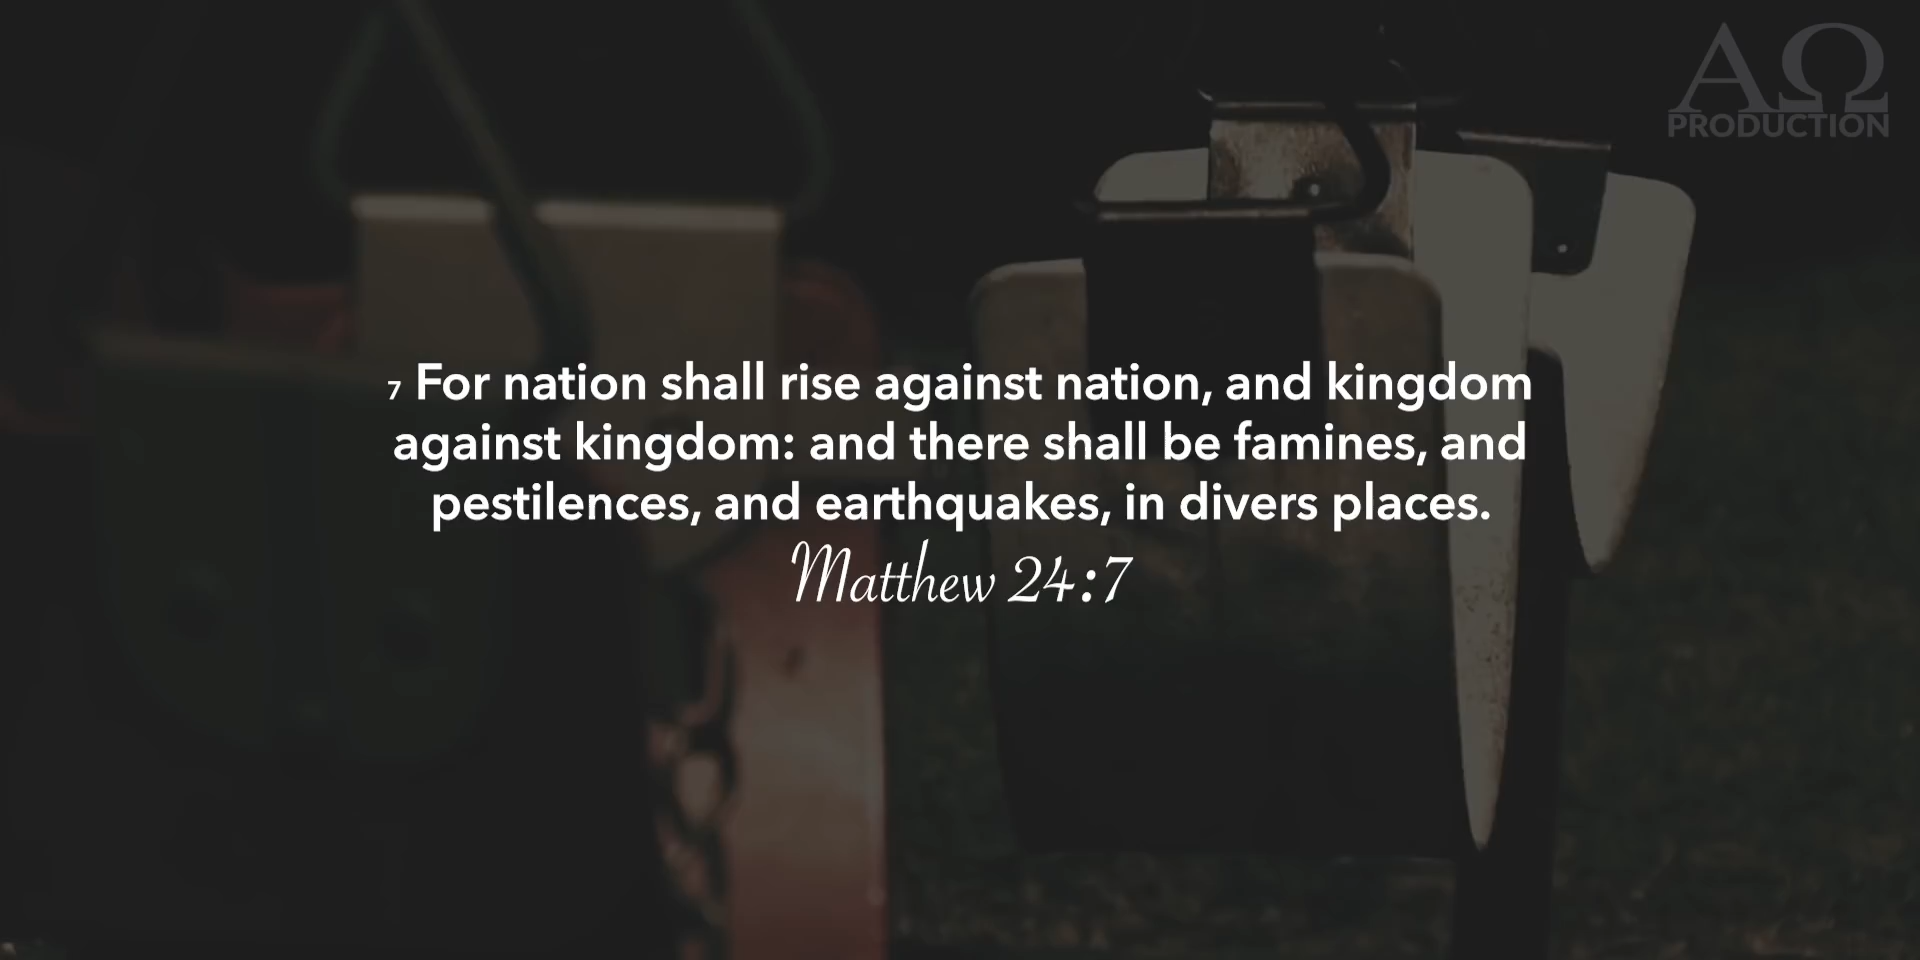 ΑΩ
PRODUCTION
7 For nation shall rise against nation, and kingdom
against kingdom: and there shall be famines, and
pestilences, and earthquakes, in divers places.
Matthew 24:7